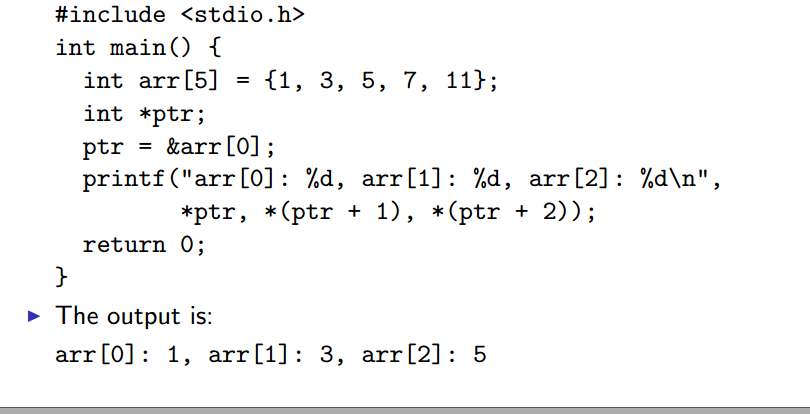 #include <stdio.h>
int main() {
  int arr[5] = {1, 3, 5, 7, 11};
  int *ptr;
  ptr = &arr[0];
  printf("arr[0]: %d, arr[1]: %d, arr[2]: %d\n",
         *ptr, *(ptr + 1), *(ptr + 2));
  return 0;
}
▶ The output is:
arr[0]: 1, arr[1]: 3, arr[2]: 5